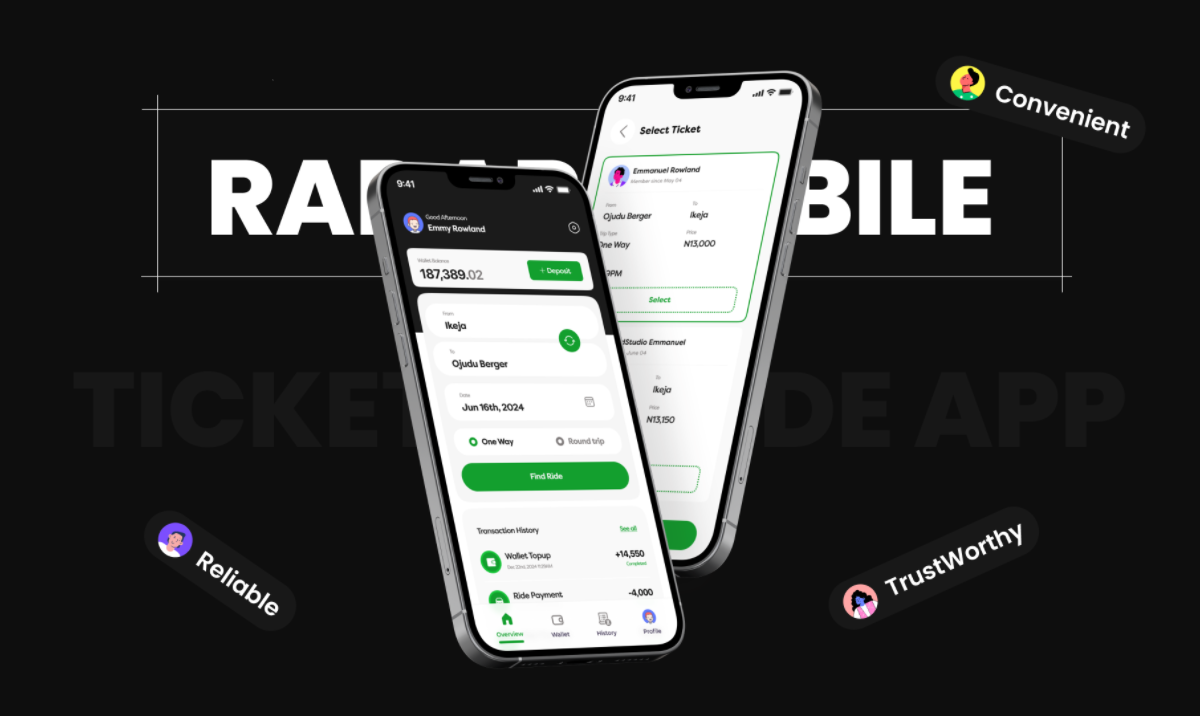 Convenient
RA
BILE
TICKET
DE APP
Reliable
TrustWorthy
9:41
Good Afternoon
Emmy Rowland
Wallet Balance
187,389.02
+ Deposit
From
Ikeja
To
Ojudu Berger
Date
Jun 16th, 2024
One Way
Round trip
Find Ride
Transaction History
See all
Wallet Topup
+14,550
Completed
Ride Payment
-4,000
Overview
Wallet
History
Profile
9:41
Select Ticket
Emmanuel Rowland
Member since May 04
From
To
Ojudu Berger
Ikeja
Trip Type
Price
One Way
N13,000
PM
Select
dStudio Emmanuel
June 04
To
Ikeja
Price
N13,150